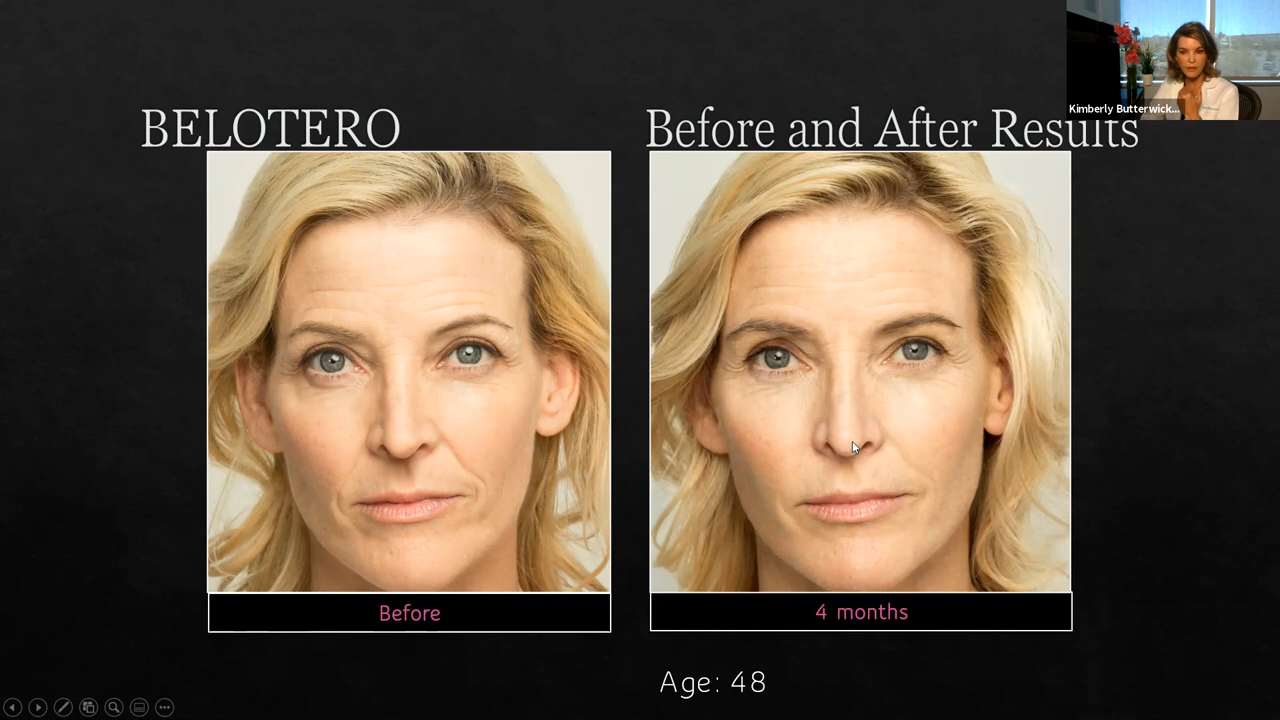 BELOTERO
Before and After Results
Kimberly Butterwick...
Before
4 months
Age: 48